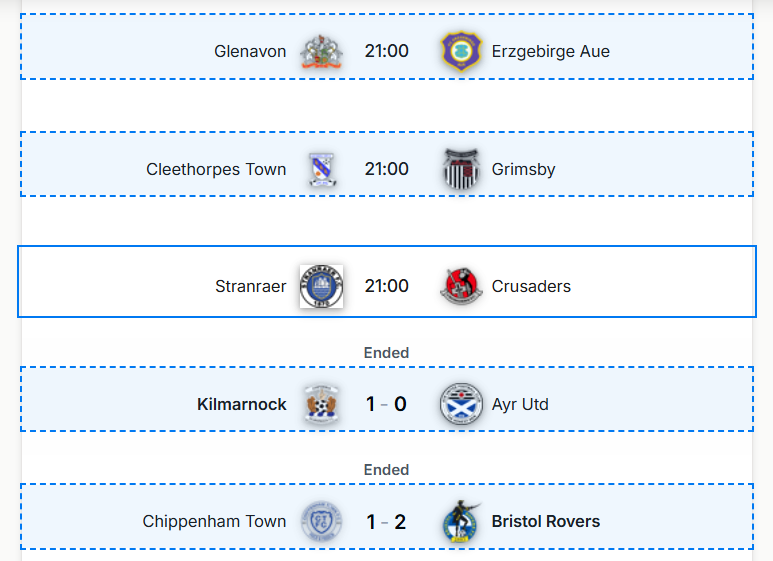 Glenavon 21:00 Erzgebirge Aue
Cleethorpes Town 21:00 Grimsby
Stranraer 21:00 Crusaders
Ended
Kilmarnock 1 - 0 Ayr Utd
Ended
Chippenham Town 1 - 2 Bristol Rovers